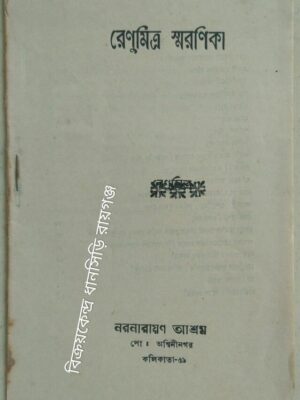 রেণুমিত্র স্মরণিকা
বিক্রয়কেন্দ্র ধানসিড়ি রায়গঞ্জ
নরনারায়ণ আশ্রম
পো : অশ্বিনীনগর
কলিকাতা-৫৯